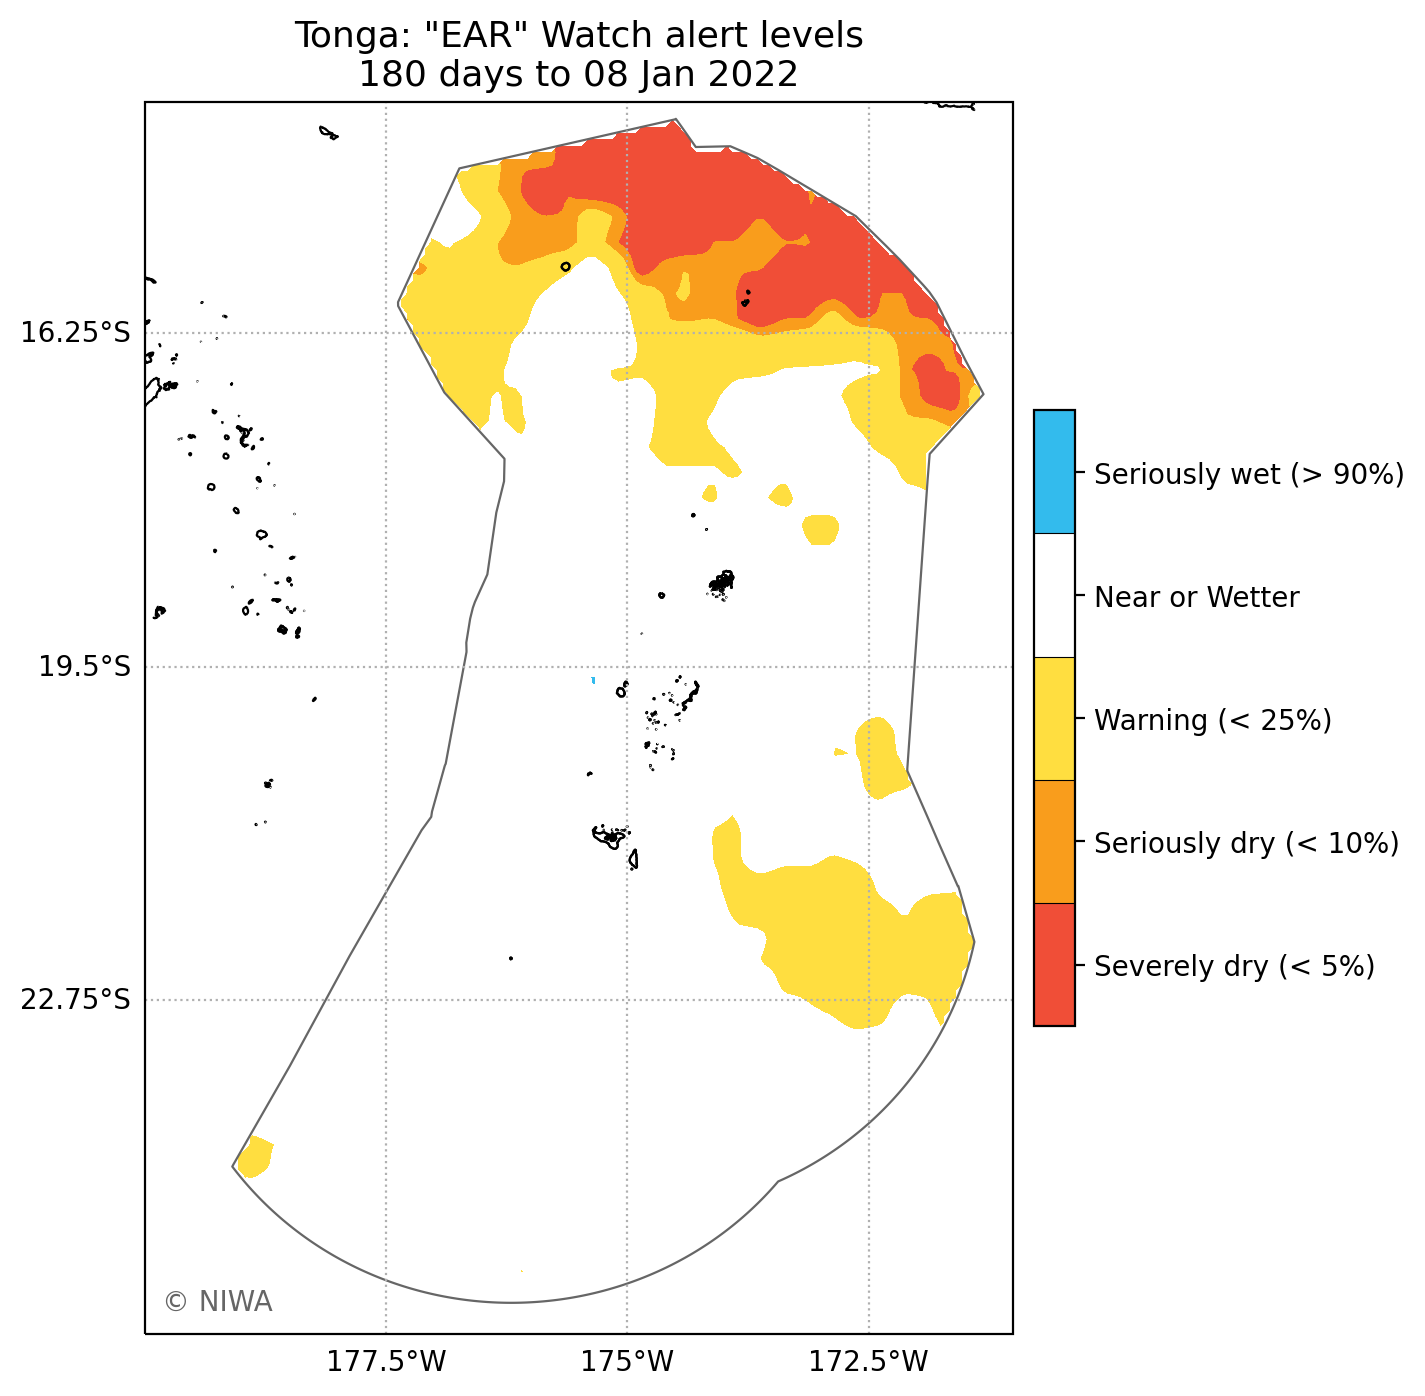 Tonga: "EAR" Watch alert levels
180 days to 08 Jan 2022
16.25°S
19.5°S
22.75°S
177.5°W
175°W
172.5°W
Seriously wet (> 90%)
Near or Wetter
Warning (< 25%)
Seriously dry (< 10%)
Severely dry (< 5%)
© NIWA